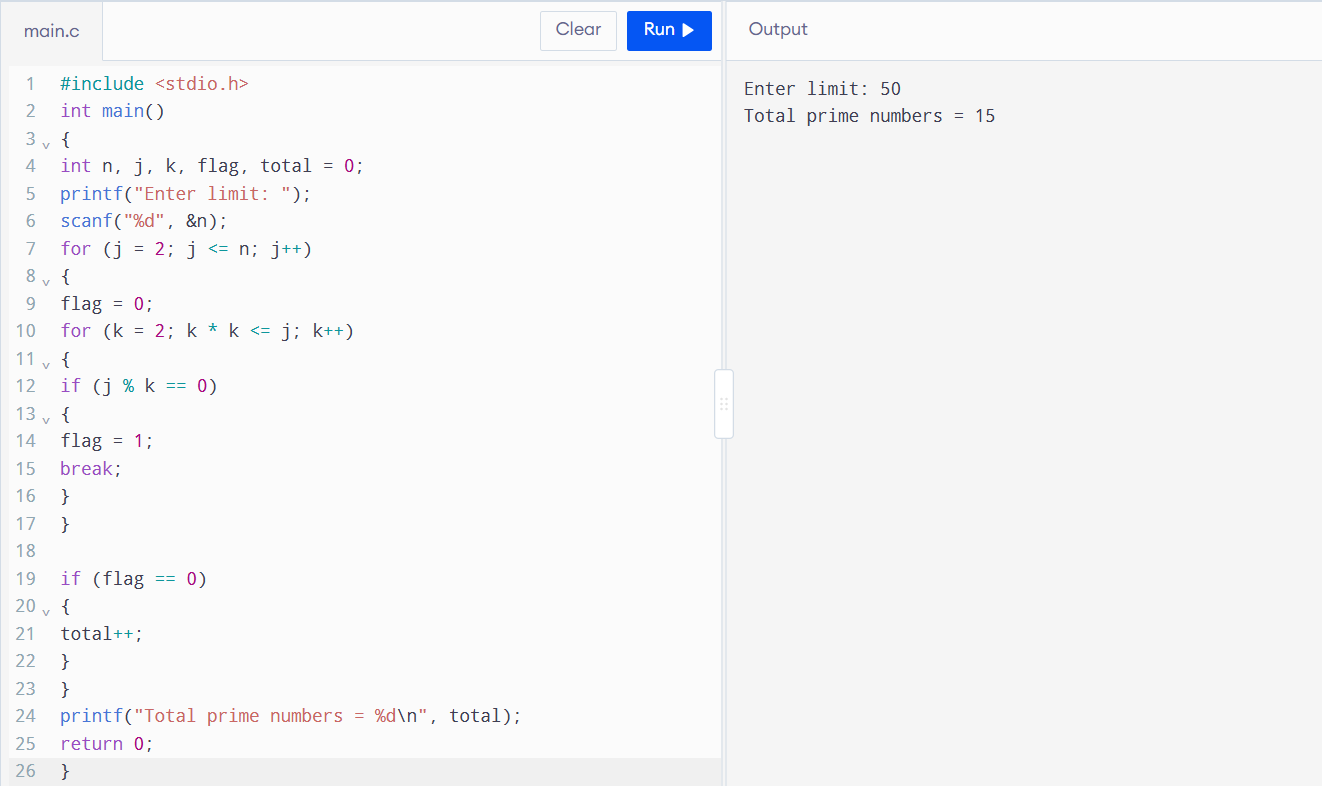 main.c
Clear
Run
Output
1 #include <stdio.h>
2 int main()
3 {
4 int n, j, k, flag, total = 0;
5 printf("Enter limit: ");
6 scanf("%d", &n);
7 for (j = 2; j <= n; j++)
8 {
9 flag = 0;
10 for (k = 2; k * k <= j; k++)
11 {
12 if (j % k == 0)
13 {
14 flag = 1;
15 break;
16 }
17 }
18
19 if (flag == 0)
20 {
21 total++;
22 }
23 }
24 printf("Total prime numbers = %d\n", total);
25 return 0;
26 }
Enter limit: 50
Total prime numbers = 15